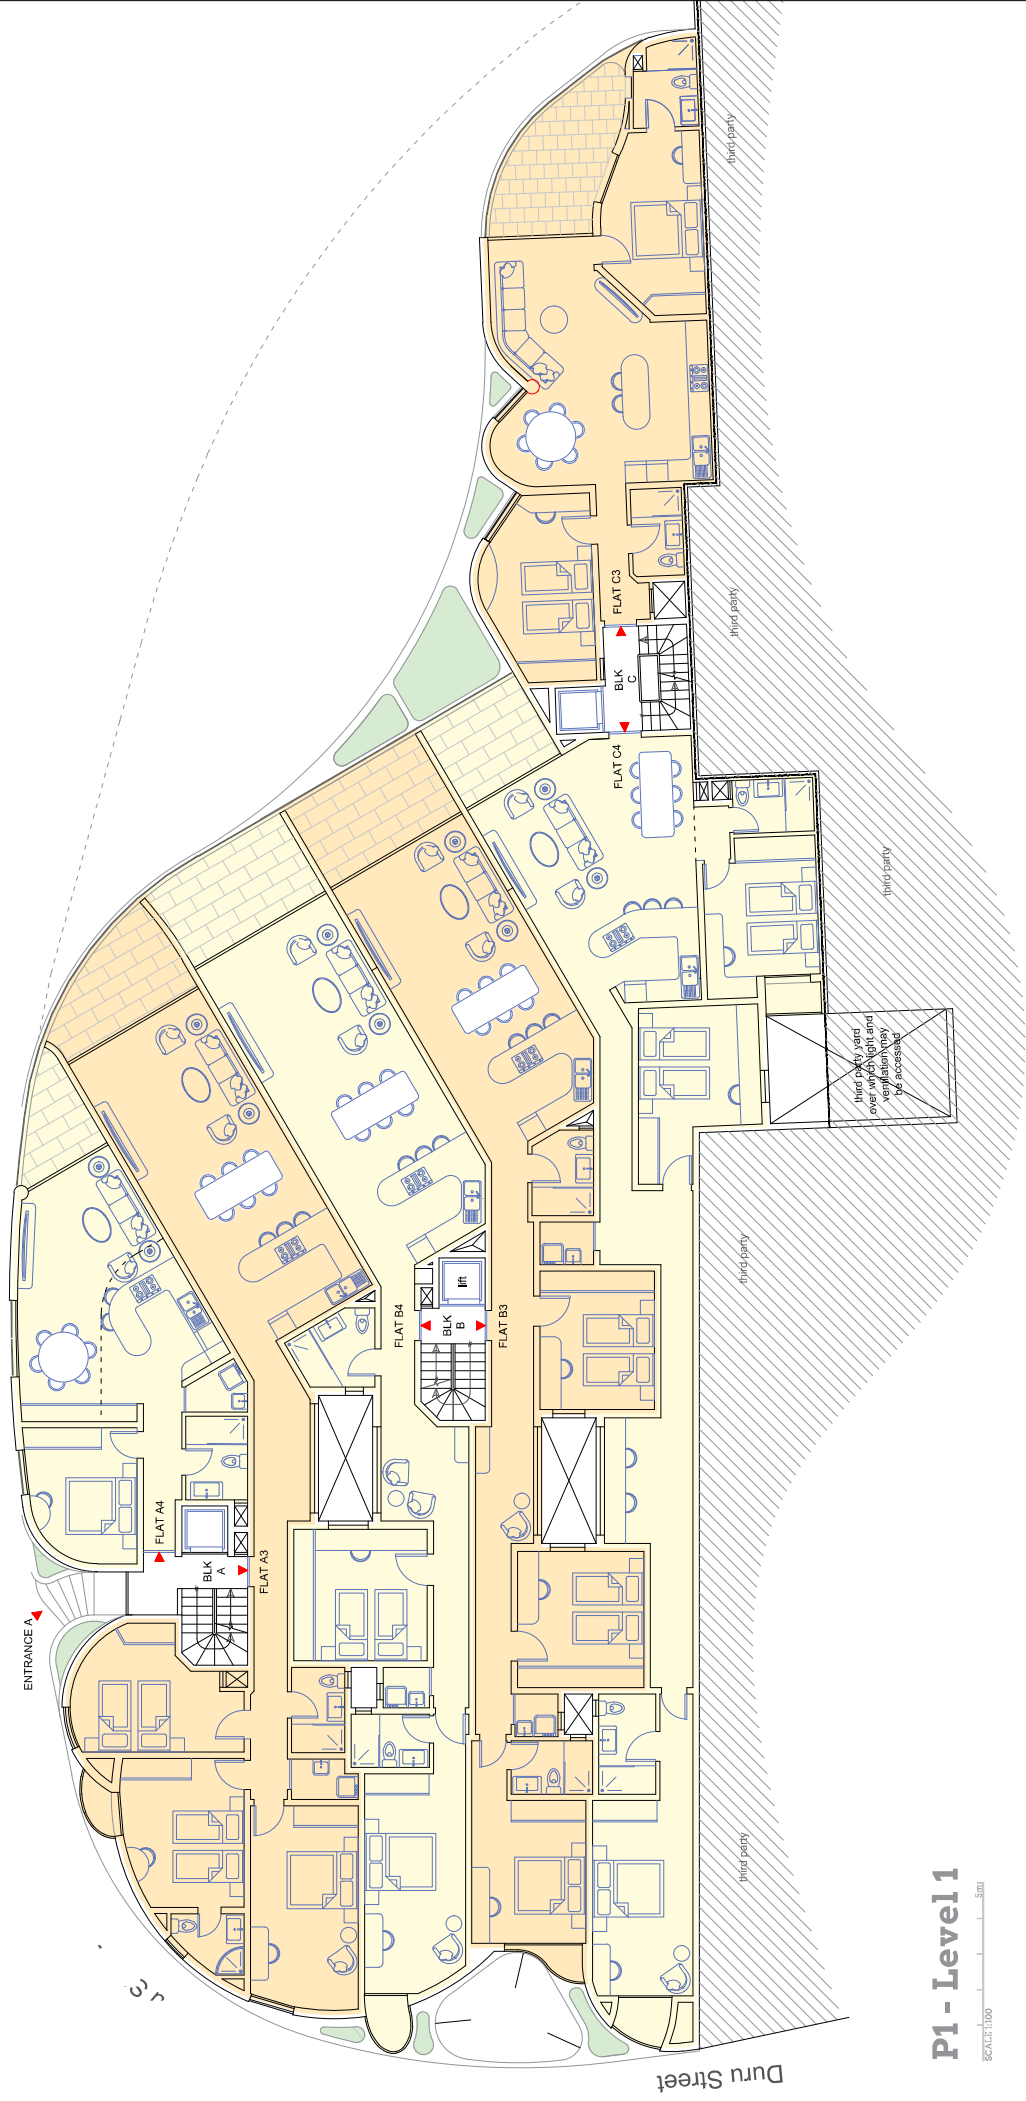 third party
FLAT C3
BLK
C
FLAT C4
third party
third party
third party yard
over which light and
ventilation may
be accessed
third party
lift
FLAT B4
BLK
B
FLAT B3
FLAT A4
BLK
A
FLAT A3
ENTRANCE A
third party
P1 - Level 1
SCALE 1:100
5m
Duru Street